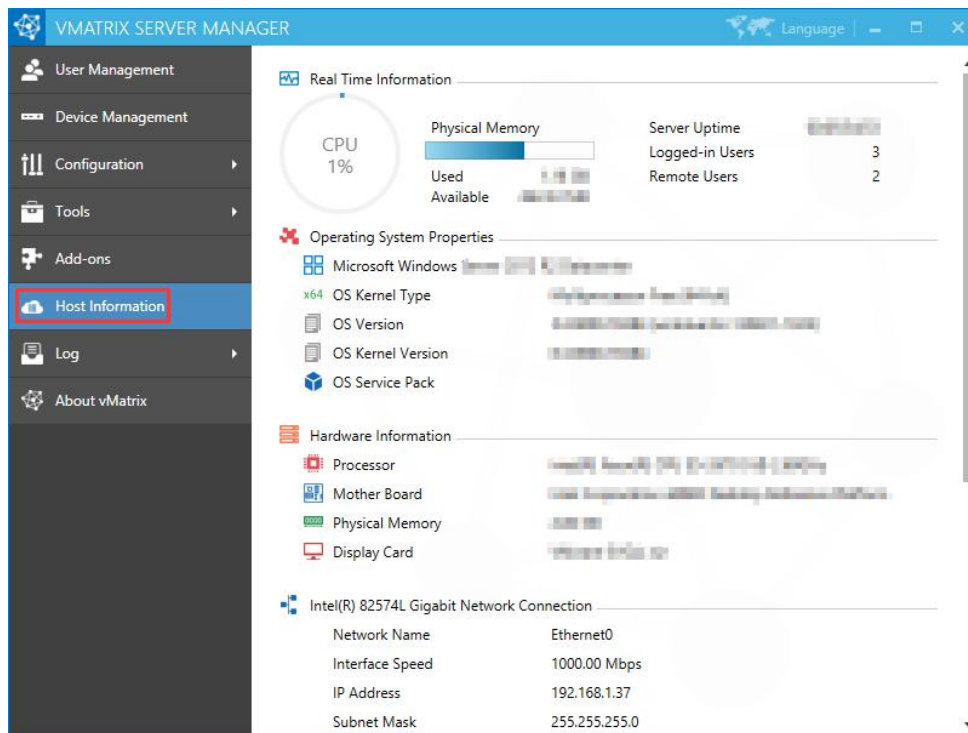 VMATRIX SERVER MANAGER
Language
User Management
Device Management
Configuration
Tools
Add-ons
Host Information
Log
About vMatrix
Real Time Information
CPU
1%
Physical Memory
Used
Available
Server Uptime
Logged-in Users 3
Remote Users 2
Operating System Properties
Microsoft Windows
x64 OS Kernel Type
OS Version
OS Kernel Version
OS Service Pack
Hardware Information
Processor
Mother Board
Physical Memory
Display Card
Intel(R) 82574L Gigabit Network Connection
Network Name Ethernet0
Interface Speed 1000.00 Mbps
IP Address 192.168.1.37
Subnet Mask 255.255.255.0